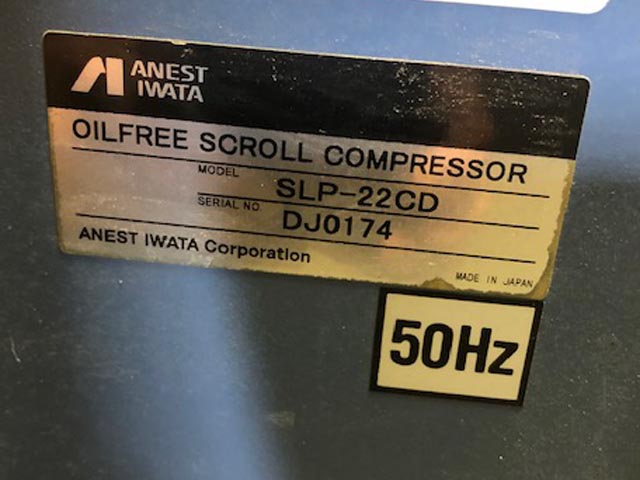 ANEST
IWATA
OILFREE SCROLL COMPRESSOR
MODEL SLP-22CD
SERIAL NO DJ0174
ANEST IWATA Corporation
MADE IN JAPAN
50Hz